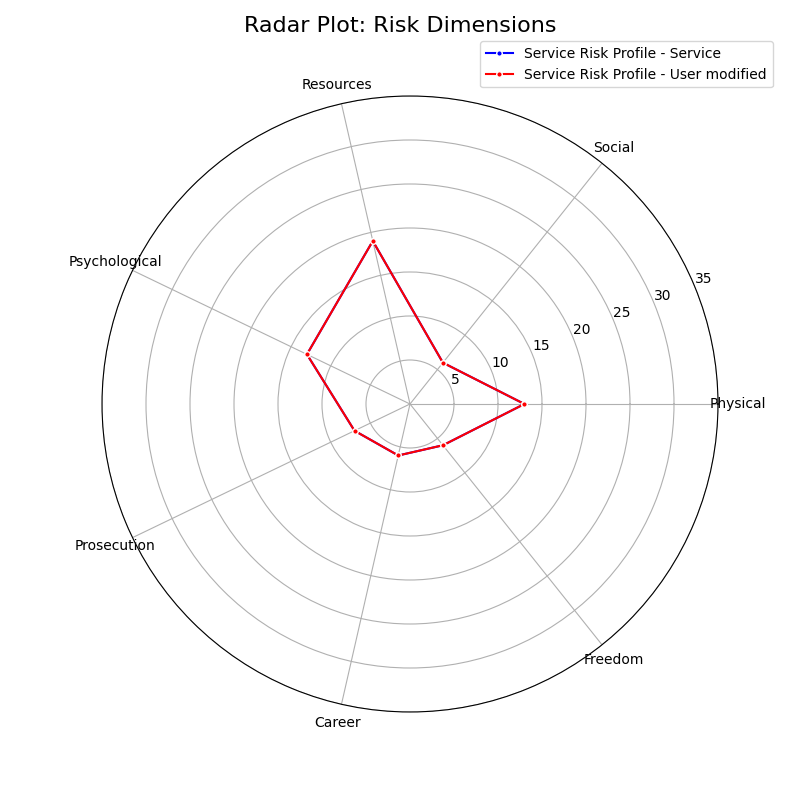 Radar Plot: Risk Dimensions
Service Risk Profile - Service
Service Risk Profile - User modified
Resources
Social
Psychological
35
30
25
20
15
10
5
Physical
Prosecution
Freedom
Career